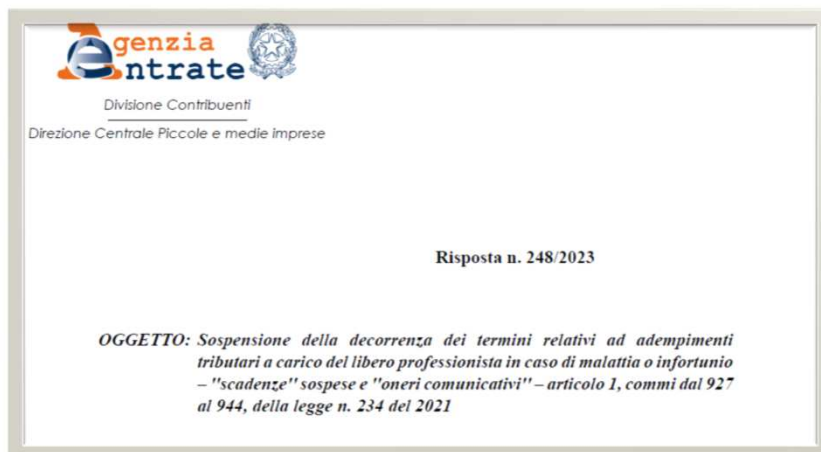 Agenzia
Entrate
Divisione Contribuenti
Direzione Centrale Piccole e medie imprese
Risposta n. 248/2023
OGGETTO: Sospensione della decorrenza dei termini relativi ad adempimenti
tributari a carico del libero professionista in caso di malattia o infortunio
– "scadenze" sospese e "oneri comunicativi" – articolo 1, commi dal 927
al 944, della legge n. 234 del 2021